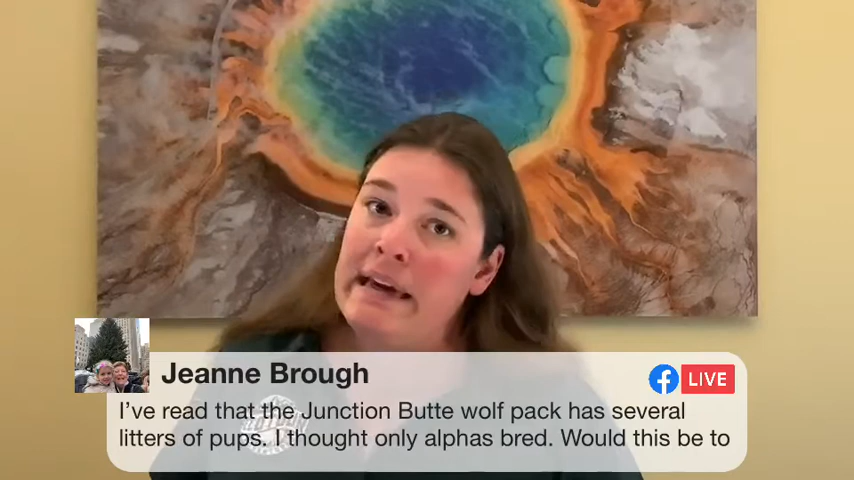 Jeanne Brough
LIVE
I've read that the Junction Butte wolf pack has several
litters of pups. I thought only alphas bred. Would this be to